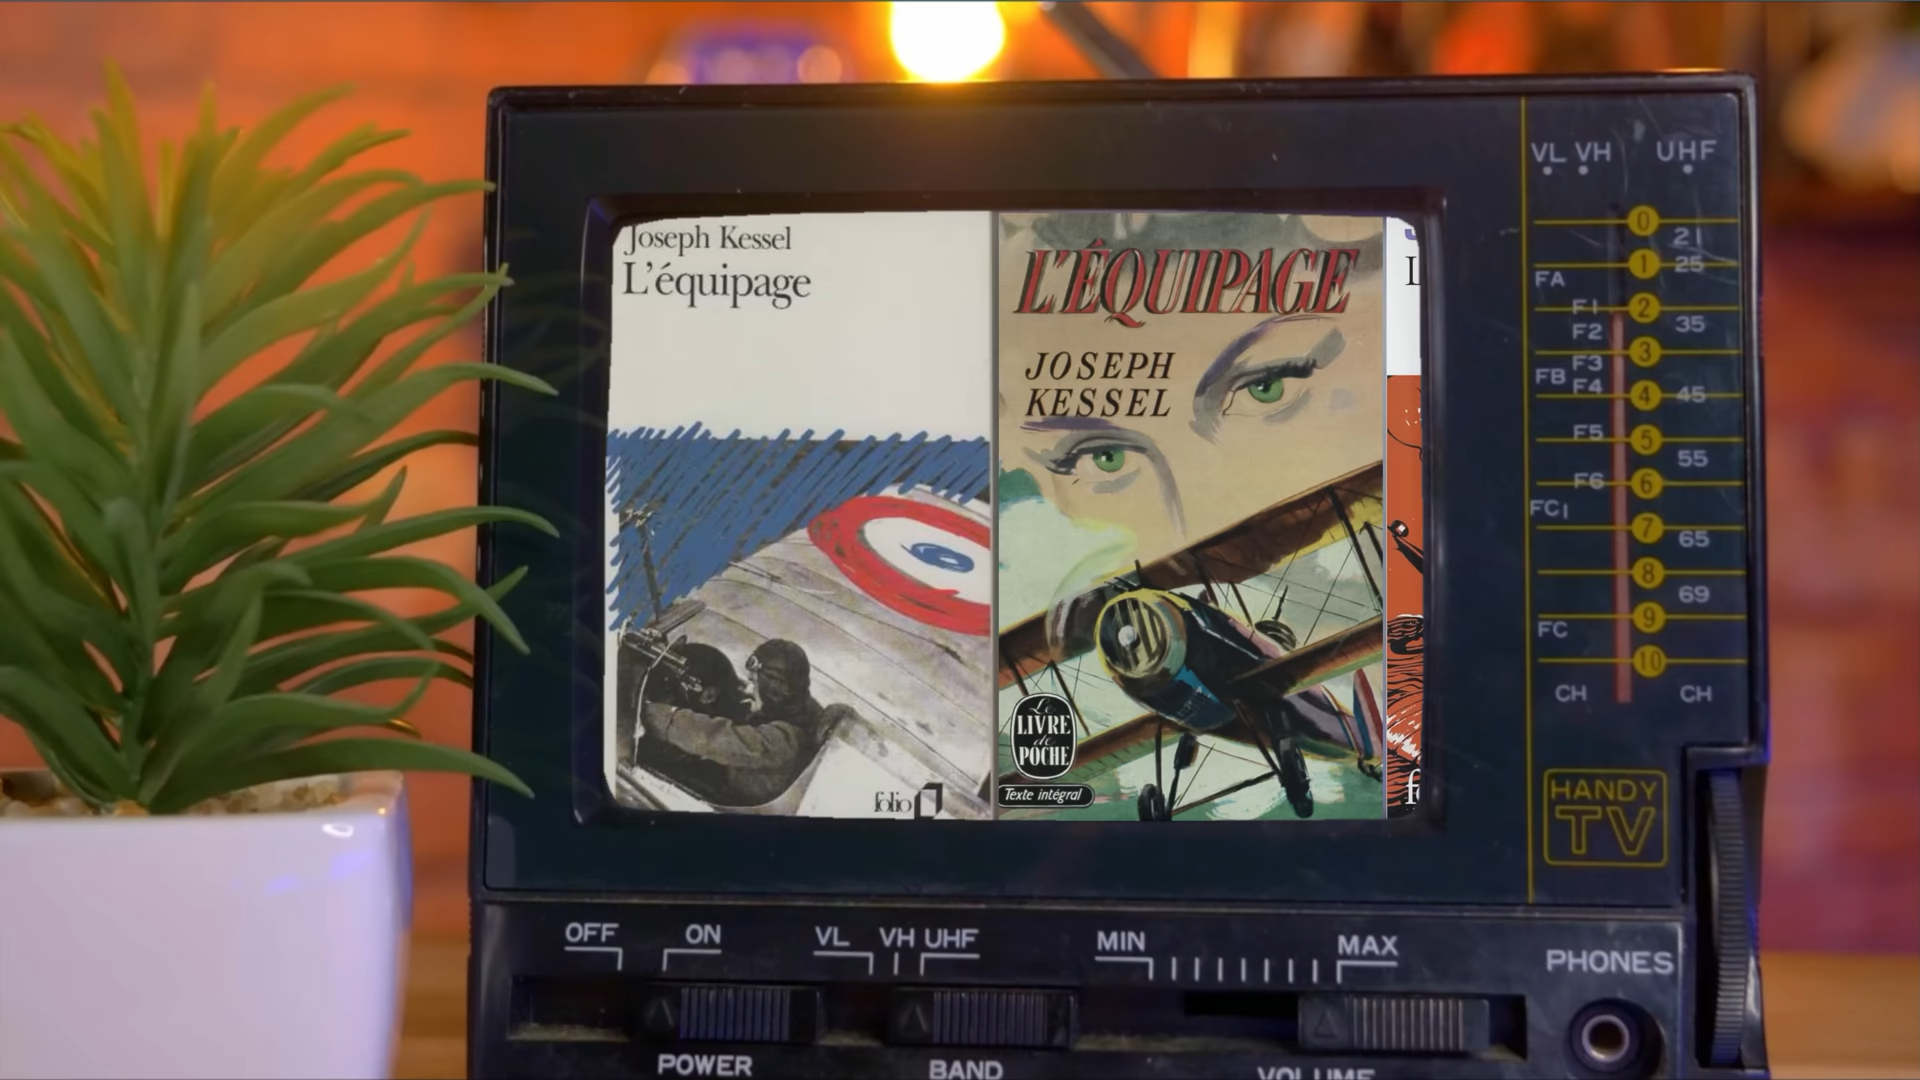 Joseph Kessel
L'équipage
folio
L'ÉQUIPAGE
JOSEPH
KESSEL
Le
LIVRE
de
POCHE
Texte intégral
VL VH UHF
0
21
1
25
FA
F1
2
F2
35
3
F3
FB
F4
4
45
F5
5
55
F6
6
FC1
7
65
8
69
9
FC
10
CH
CH
HANDY
TV
OFF ON
VL VH UHF
MIN MAX
PHONES
POWER
BAND
VOLUME